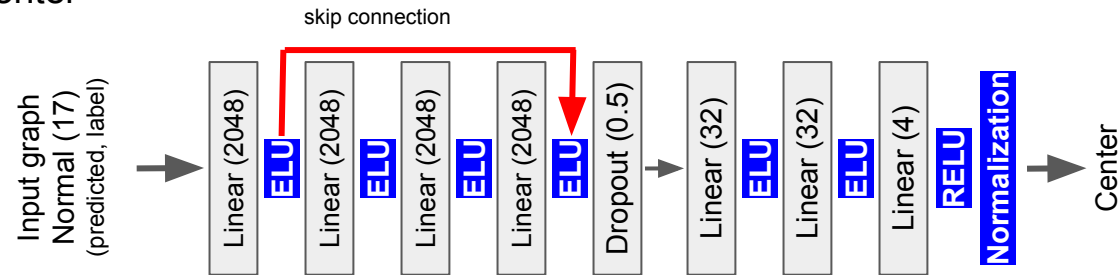 skip connection
Input graph
Normal (17)
(predicted, label)
Linear (2048)
ELU
Linear (2048)
ELU
Linear (2048)
ELU
Linear (2048)
ELU
Dropout (0.5)
Linear (32)
ELU
Linear (32)
ELU
Linear (4)
RELU
Normalization
Center